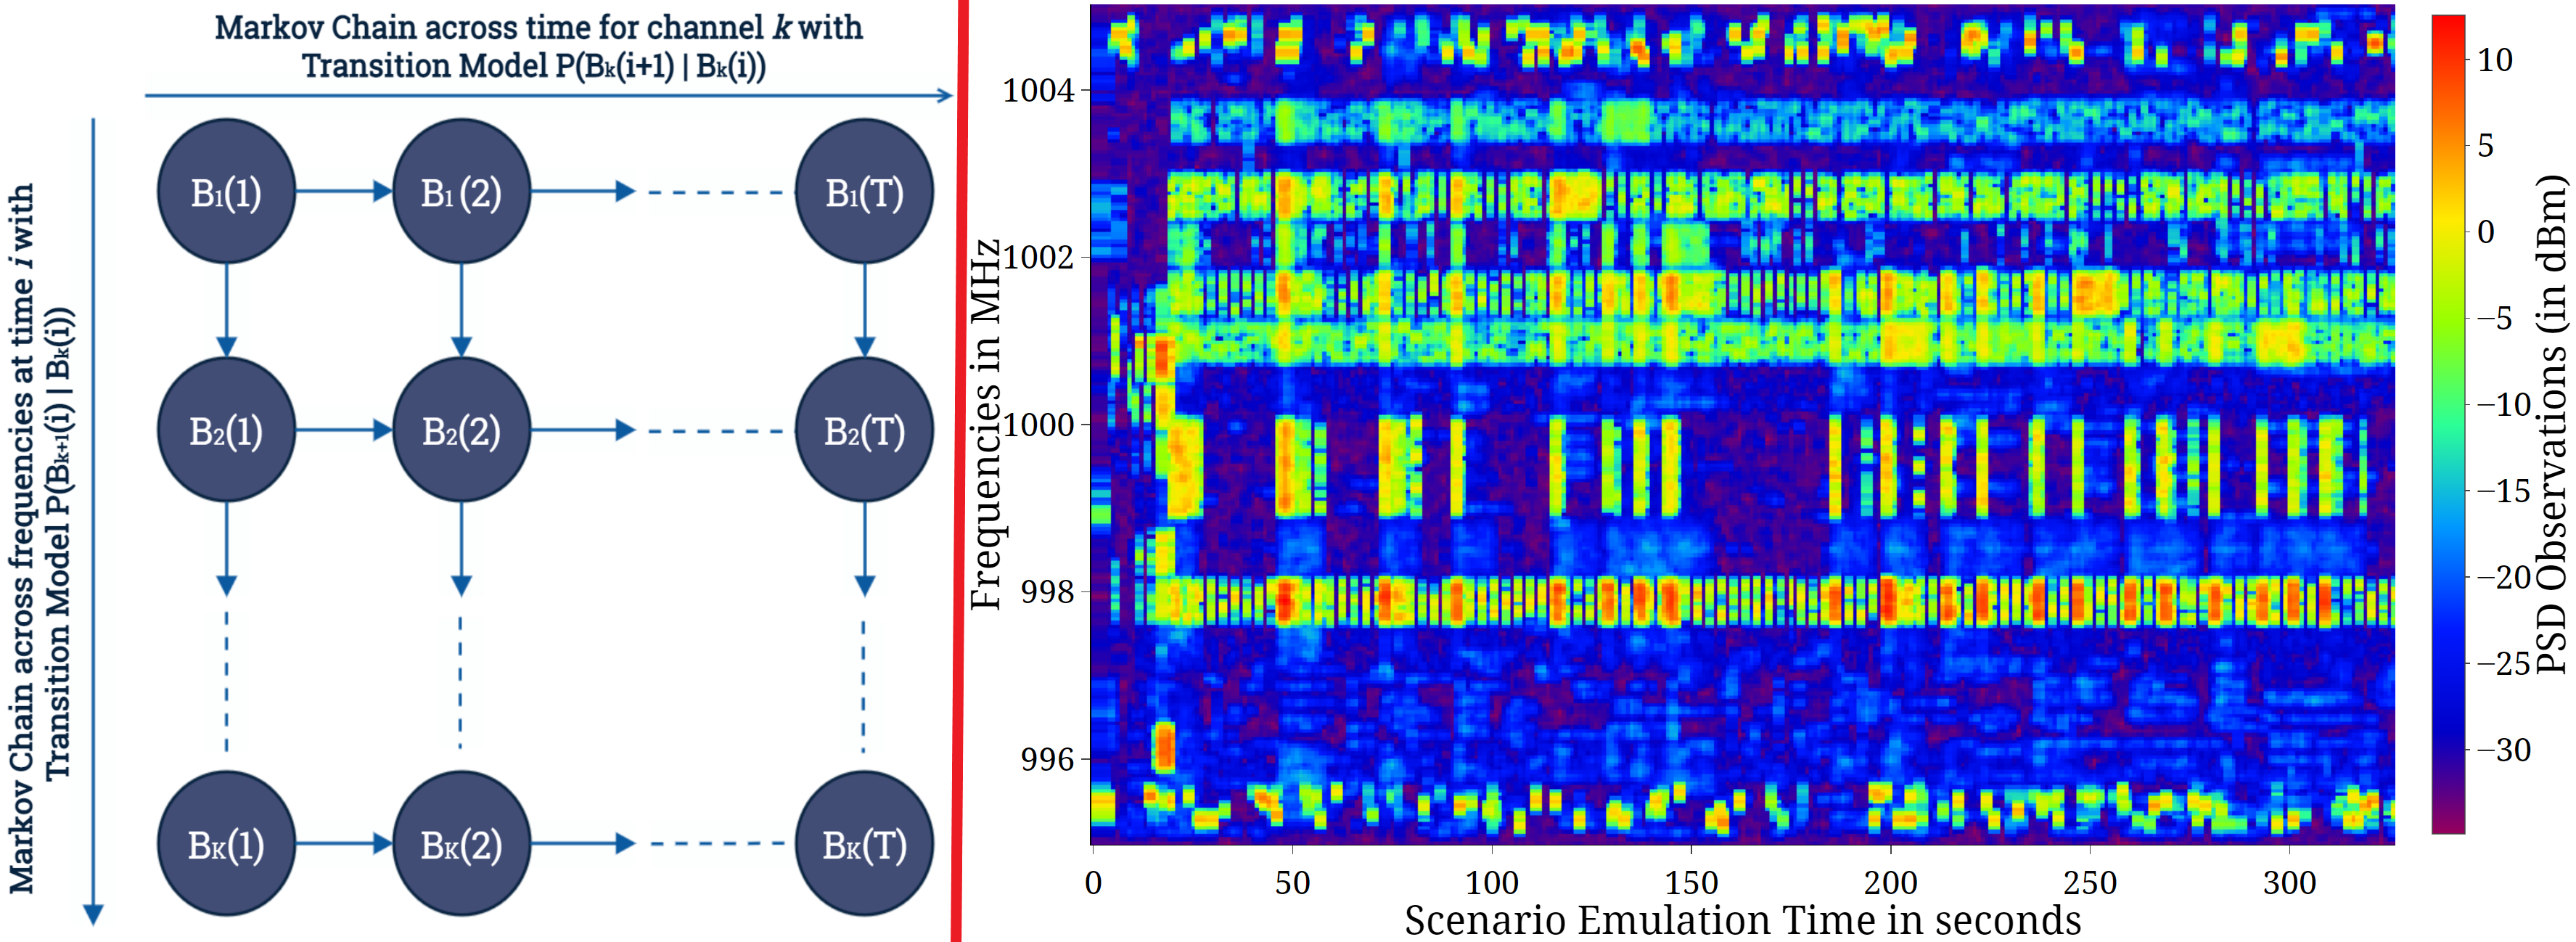 Markov Chain across time for channel k with
Transition Model P(Bₖ(i+1) | Bₖ(i))
Markov Chain across frequencies at time i with
Transition Model P(Bₖ₊₁(i) | Bₖ(i))
B₁(1)
B₁(2)
B₁(T)
B₂(1)
B₂(2)
B₂(T)
Bᴋ(1)
Bᴋ(2)
Bᴋ(T)
Frequencies in MHz
1004
1002
1000
998
996
0
50
100
150
200
250
300
Scenario Emulation Time in seconds
10
5
0
−5
−10
−15
−20
−25
−30
PSD Observations (in dBm)